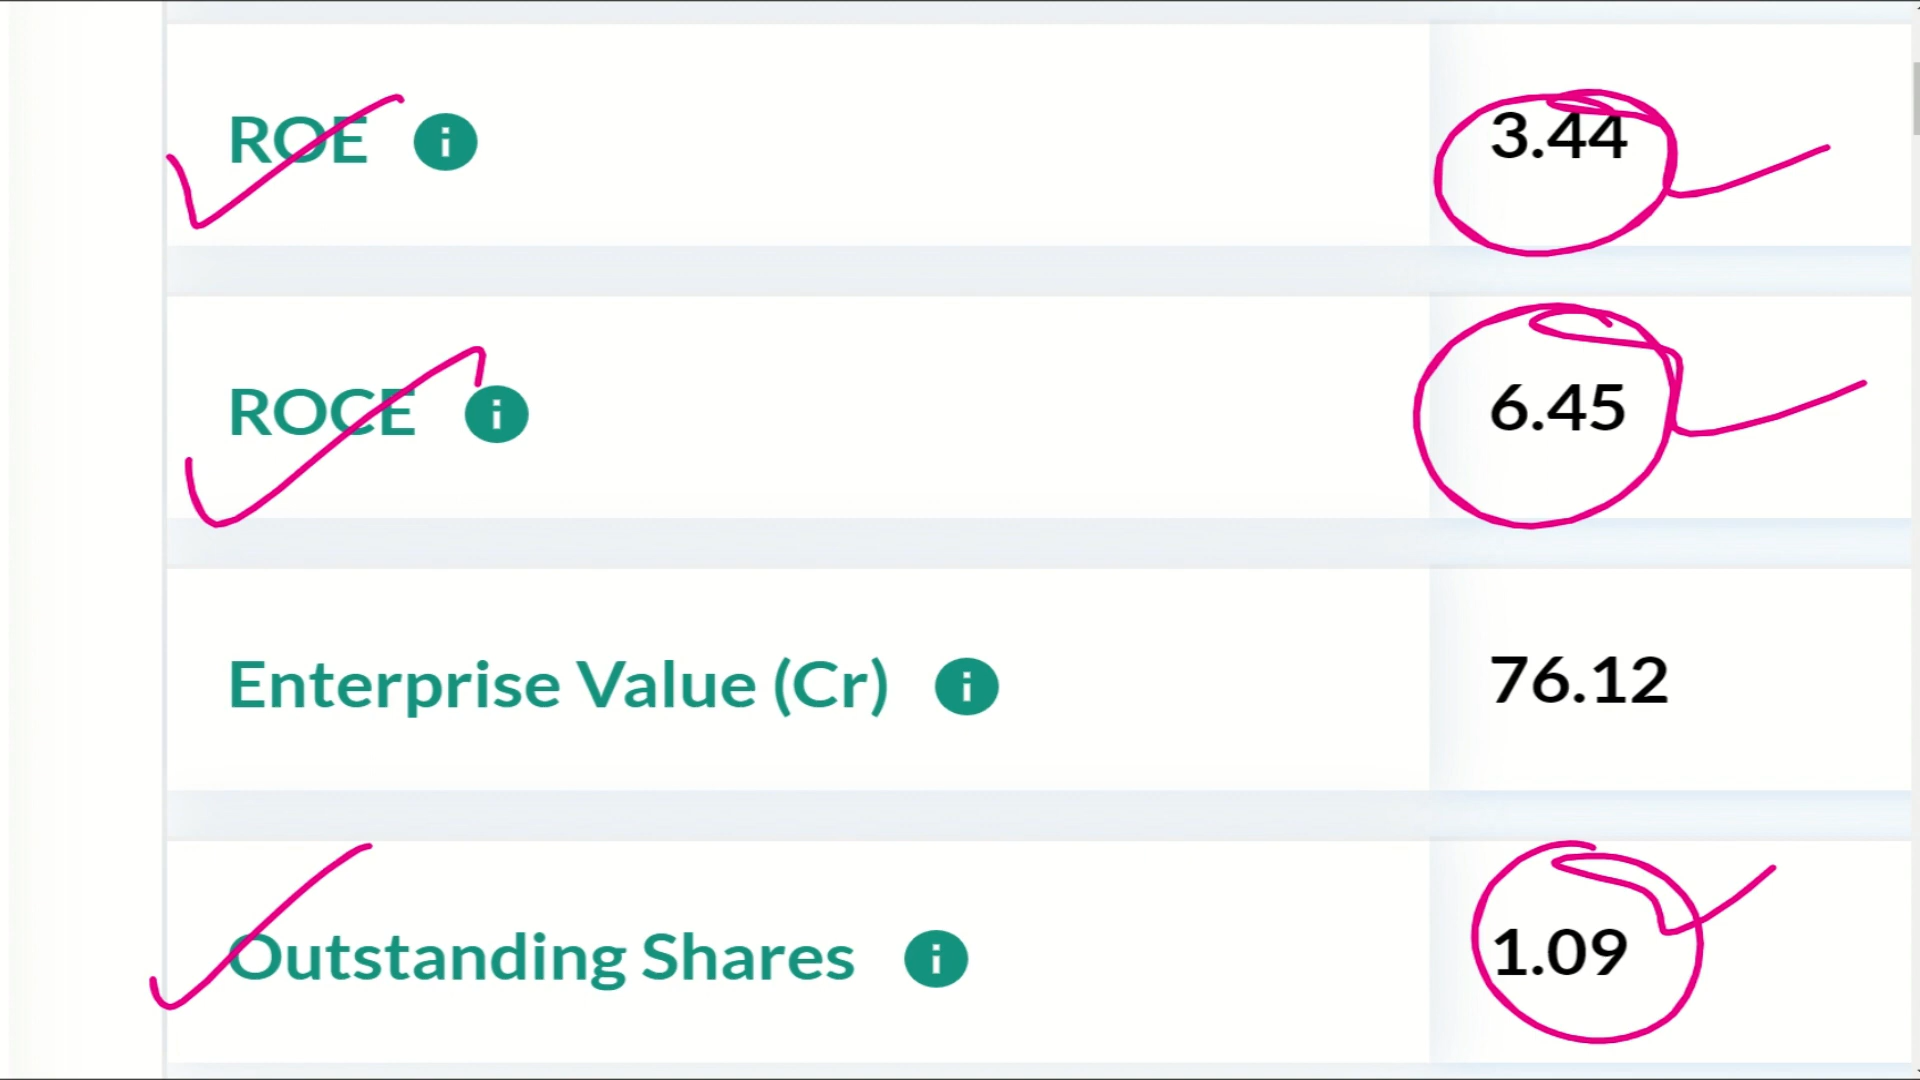 ROE i 3.44
ROCE i 6.45
Enterprise Value (Cr) i 76.12
Outstanding Shares i 1.09